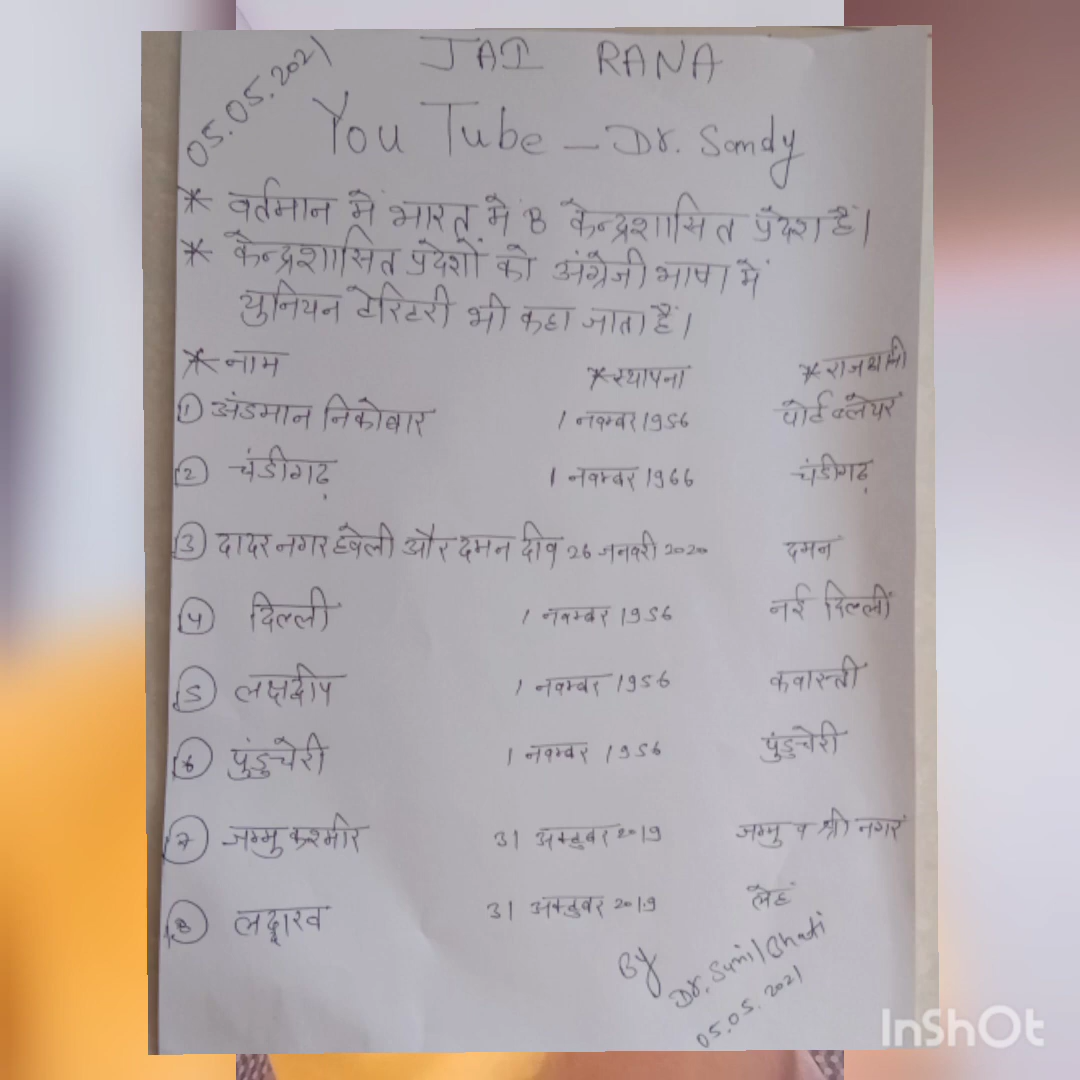 05.05.2021
JAI RANA
You Tube - Dr. Sandy
* वर्तमान में भारत में 8 केन्द्रशासित प्रदेश हैं।
* केन्द्रशासित प्रदेशों को अंग्रेजी भाषा में
युनियन टेरिटरी भी कहा जाता हैं।
* नाम * स्थापना * राजधानी
① अंडमान निकोबार 1 नवम्बर 1956 पोर्ट ब्लेयर
② चंडीगढ़ 1 नवम्बर 1966 चंडीगढ़
③ दादर नगर हवेली और दमन दीव 26 जनवरी 2020 दमन
④ दिल्ली 1 नवम्बर 1956 नई दिल्ली
⑤ लक्षद्वीप 1 नवम्बर 1956 कवारत्ती
⑥ पुंडुचेरी 1 नवम्बर 1956 पुंडुचेरी
⑦ जम्मु कश्मीर 31 अक्टुबर 2019 जम्मु व श्री नगर
⑧ लद्दाख 31 अक्टुबर 2019 लेह
By
Dr. Sunil Bhati
05.05.2021
InShOt